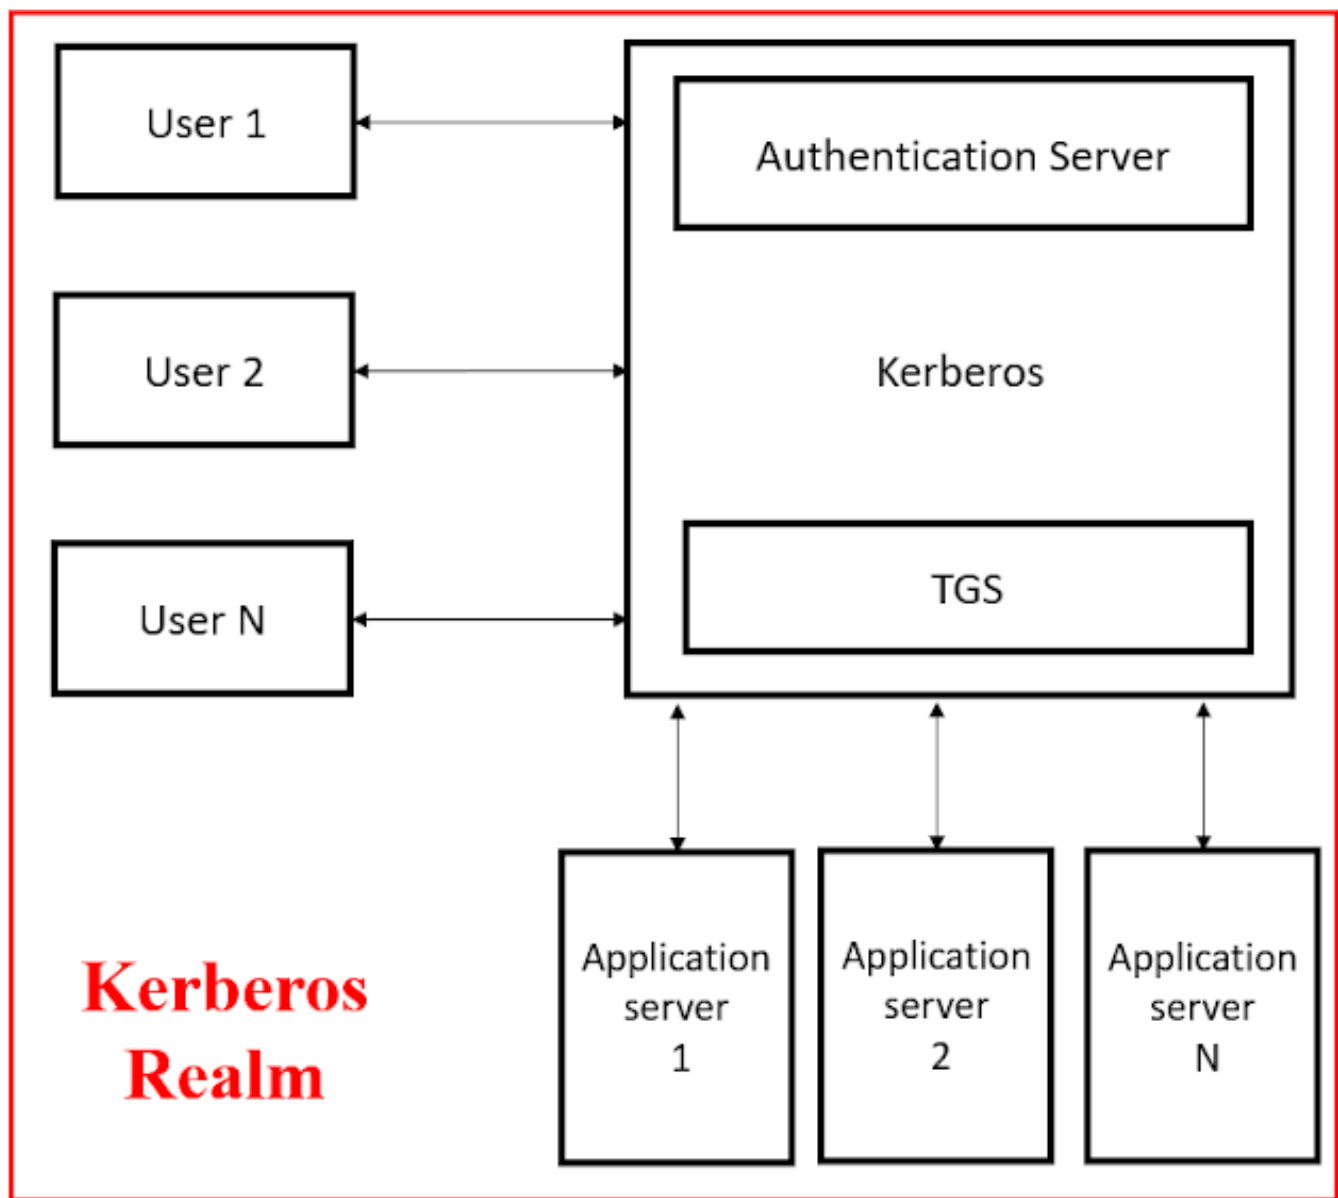 User 1
Authentication Server
User 2
Kerberos
User N
TGS
Application
server
1
Application
server
2
Application
server
N
Kerberos
Realm